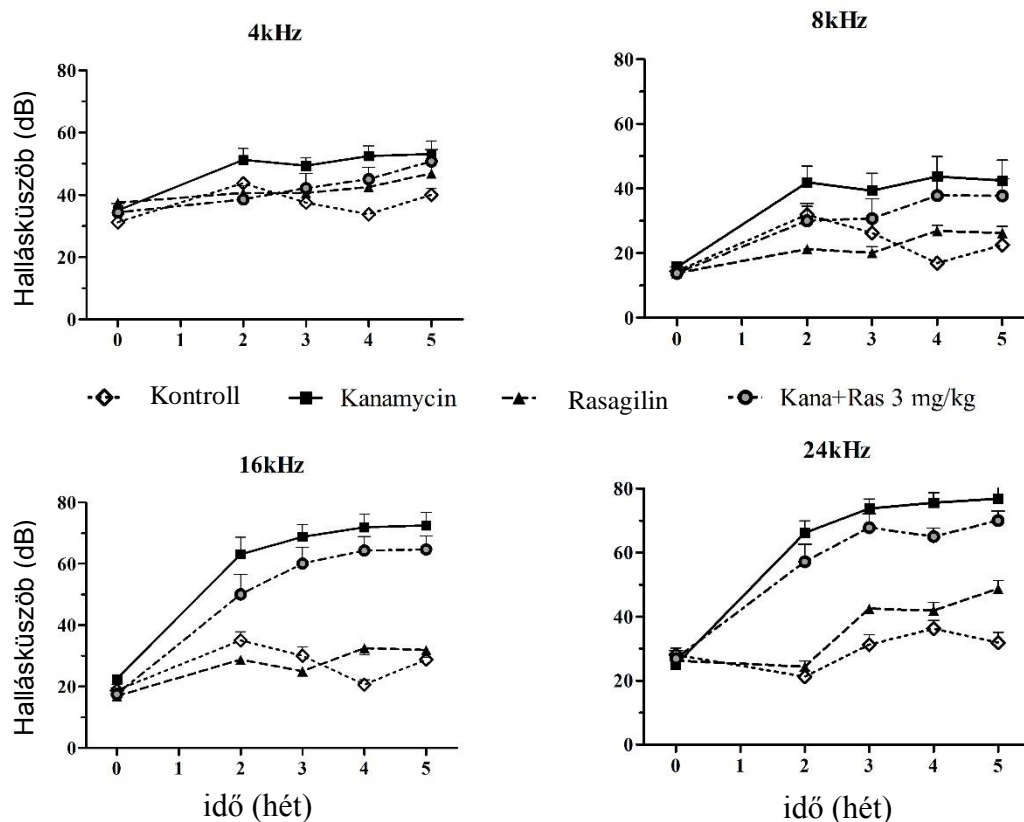 4kHz
8kHz
Hallásküszöb (dB)
80
60
40
20
0
0 1 2 3 4 5
80
60
40
20
0
0 1 2 3 4 5
Kontroll Kanamycin Rasagilin Kana+Ras 3 mg/kg
16kHz
24kHz
Hallásküszöb (dB)
80
60
40
20
0
0 1 2 3 4 5
idő (hét)
80
60
40
20
0
0 1 2 3 4 5
idő (hét)